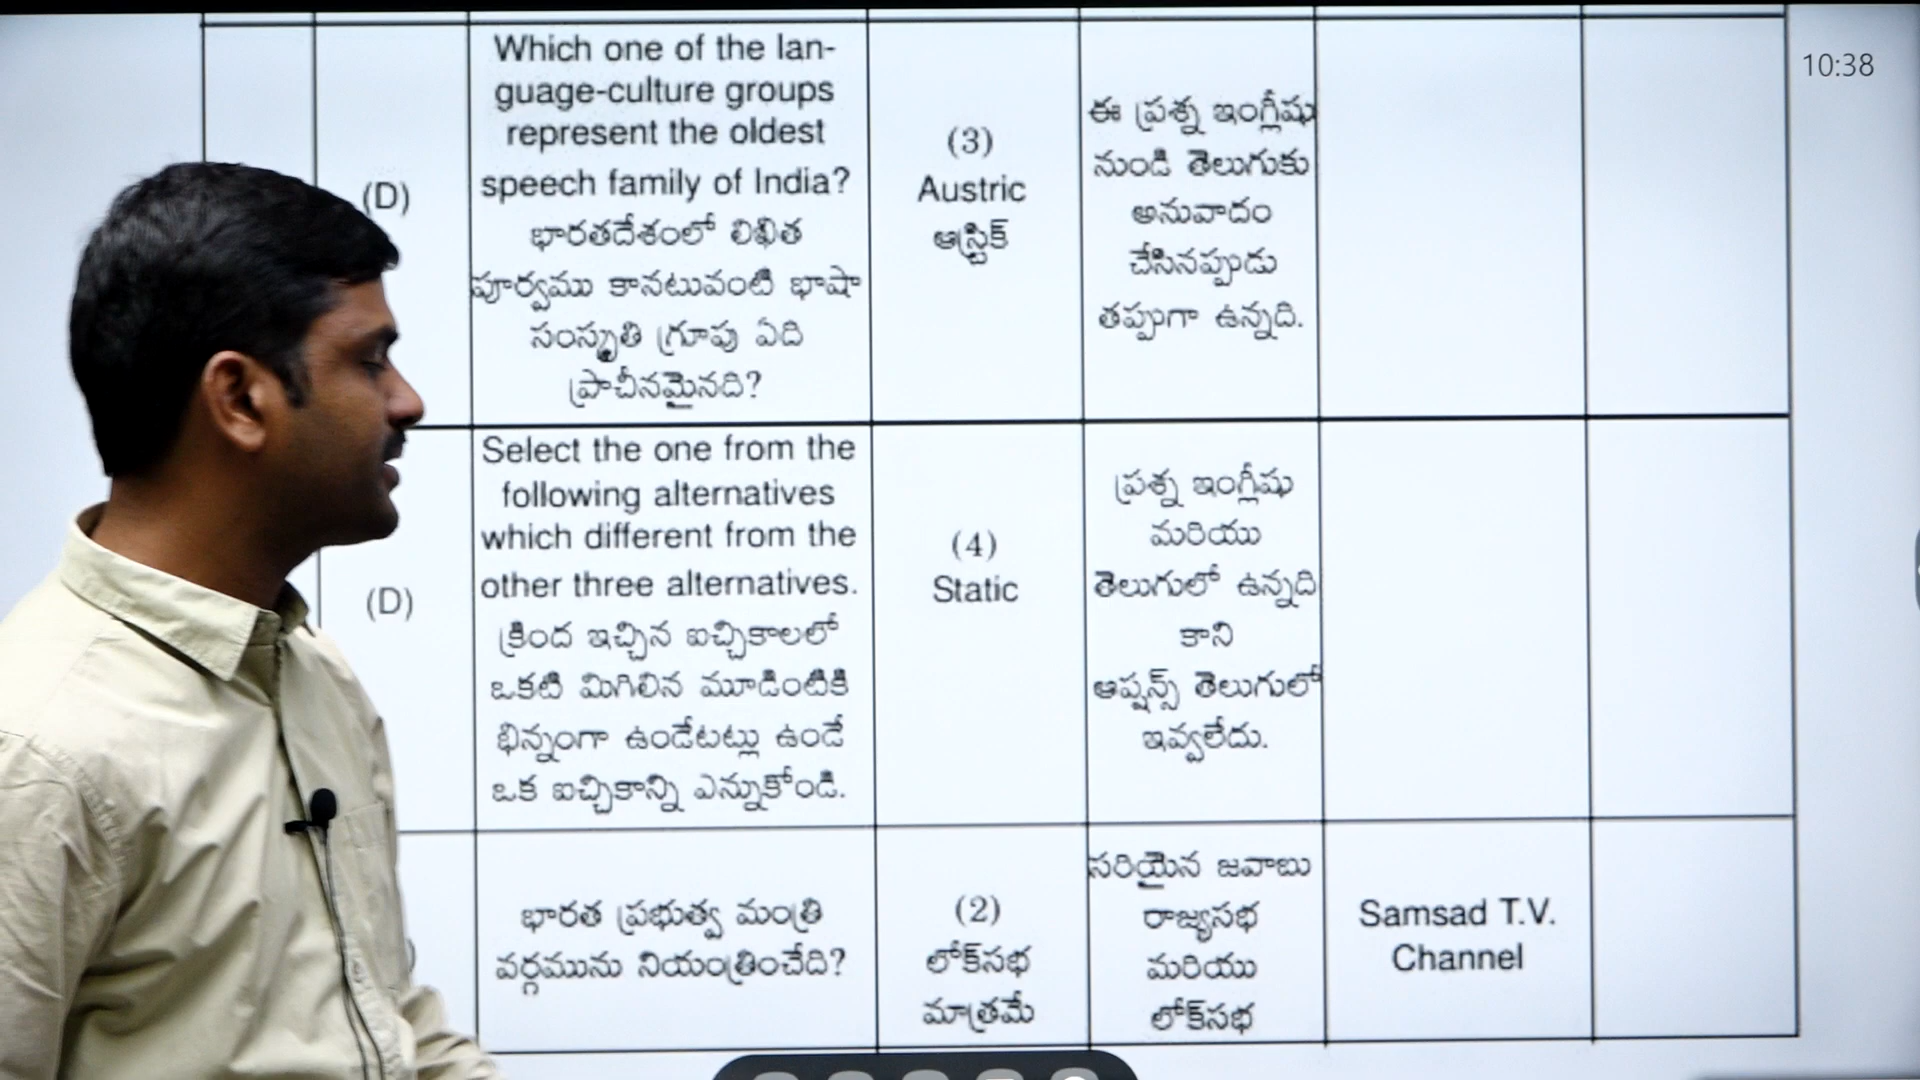 10:38
(D)
Which one of the lan-
guage-culture groups
represent the oldest
speech family of India?
భారతదేశంలో లిఖిత
పూర్వము కానటువంటి భాషా
సంస్కృతి గ్రూపు ఏది
ప్రాచీనమైనది?
(3)
Austric
ఆస్ట్రిక్
ఈ ప్రశ్న ఇంగ్లీషు
నుండి తెలుగుకు
అనువాదం
చేసినప్పుడు
తప్పుగా ఉన్నది.
(D)
Select the one from the
following alternatives
which different from the
other three alternatives.
క్రింద ఇచ్చిన ఐచ్ఛికాలలో
ఒకటి మిగిలిన మూడింటికి
భిన్నంగా ఉండేటట్లు ఉండే
ఒక ఐచ్ఛికాన్ని ఎన్నుకోండి.
(4)
Static
ప్రశ్న ఇంగ్లీషు
మరియు
తెలుగులో ఉన్నది
కాని
ఆప్షన్స్ తెలుగులో
ఇవ్వలేదు.
భారత ప్రభుత్వ మంత్రి
వర్గమును నియంత్రించేది?
(2)
లోక్‌సభ
మాత్రమే
సరియైన జవాబు
రాజ్యసభ
మరియు
లోక్‌సభ
Samsad T.V.
Channel